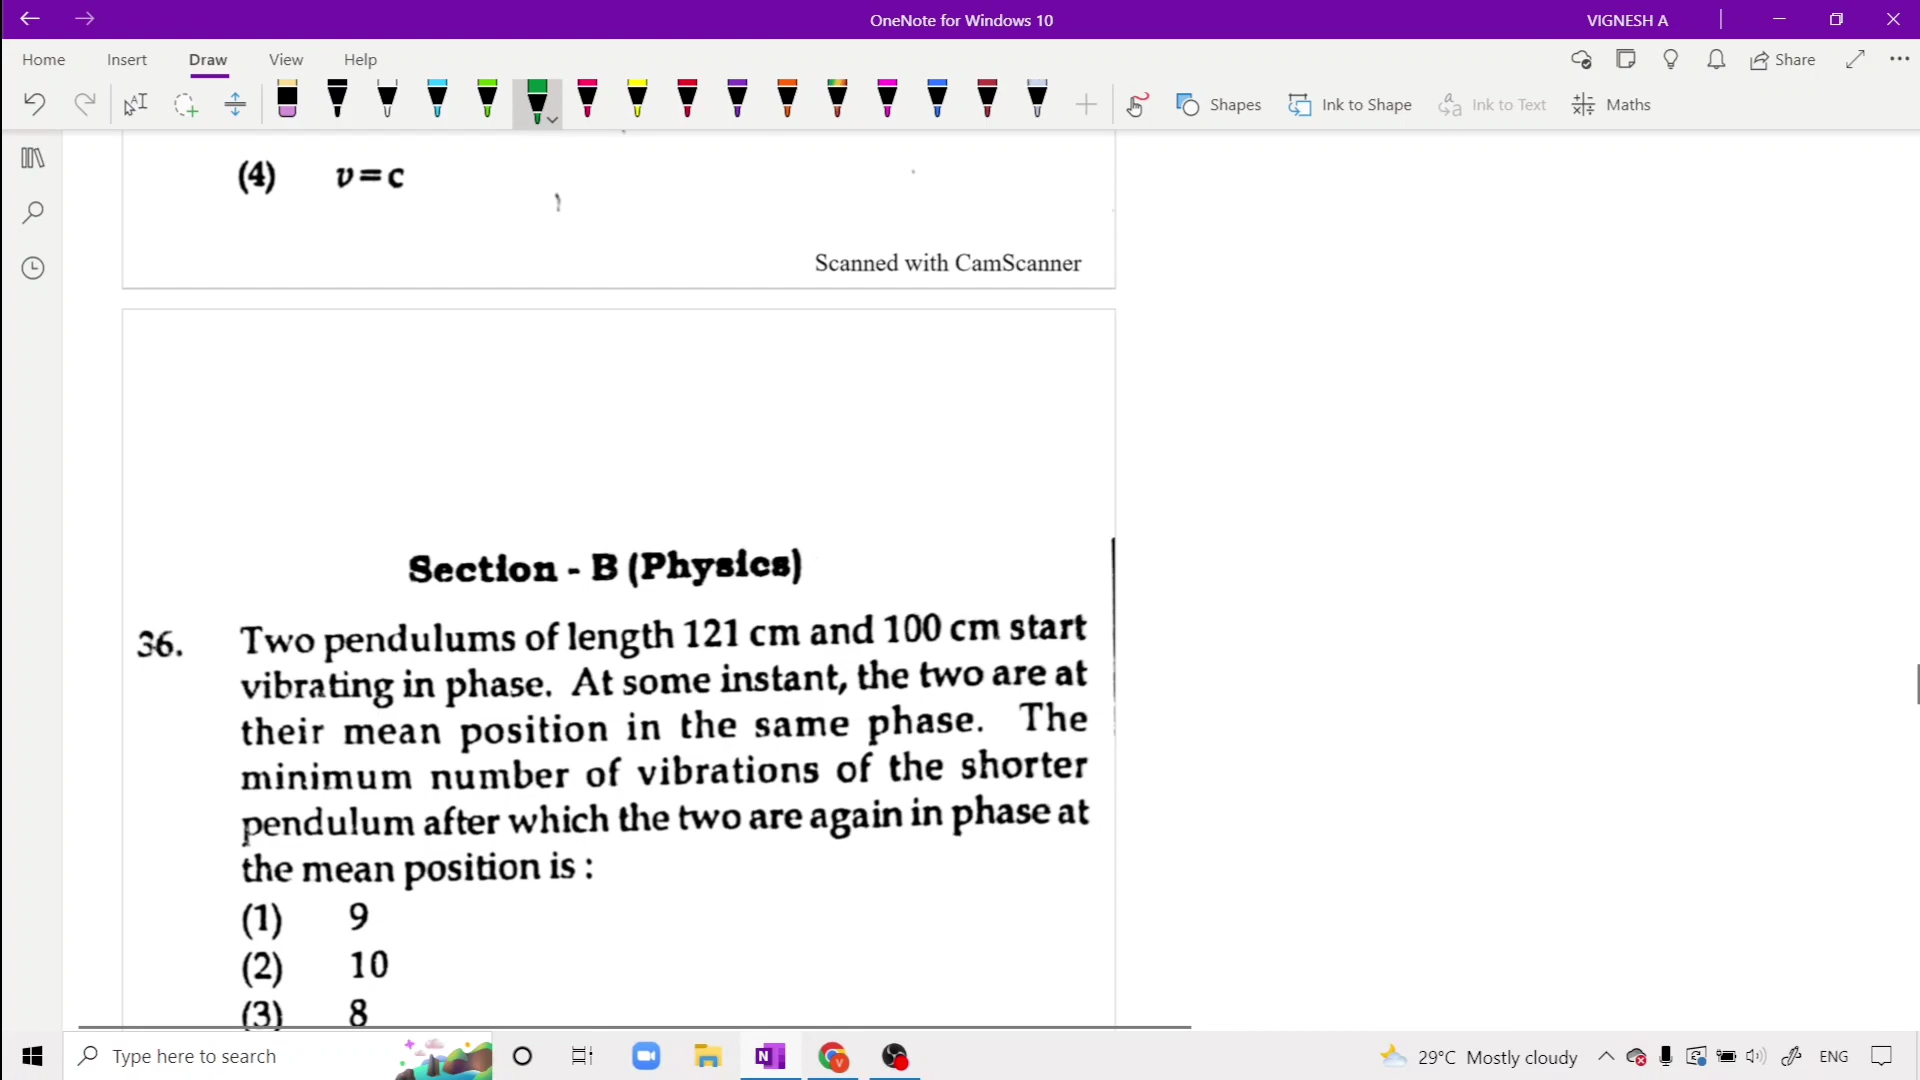 OneNote for Windows 10
VIGNESH A
Home Insert Draw View Help
Share
Shapes Ink to Shape Ink to Text Maths
(4) v=c
Scanned with CamScanner
Section - B (Physics)
36. Two pendulums of length 121 cm and 100 cm start
vibrating in phase. At some instant, the two are at
their mean position in the same phase. The
minimum number of vibrations of the shorter
pendulum after which the two are again in phase at
the mean position is :
(1) 9
(2) 10
(3) 8
Type here to search
29°C Mostly cloudy
ENG